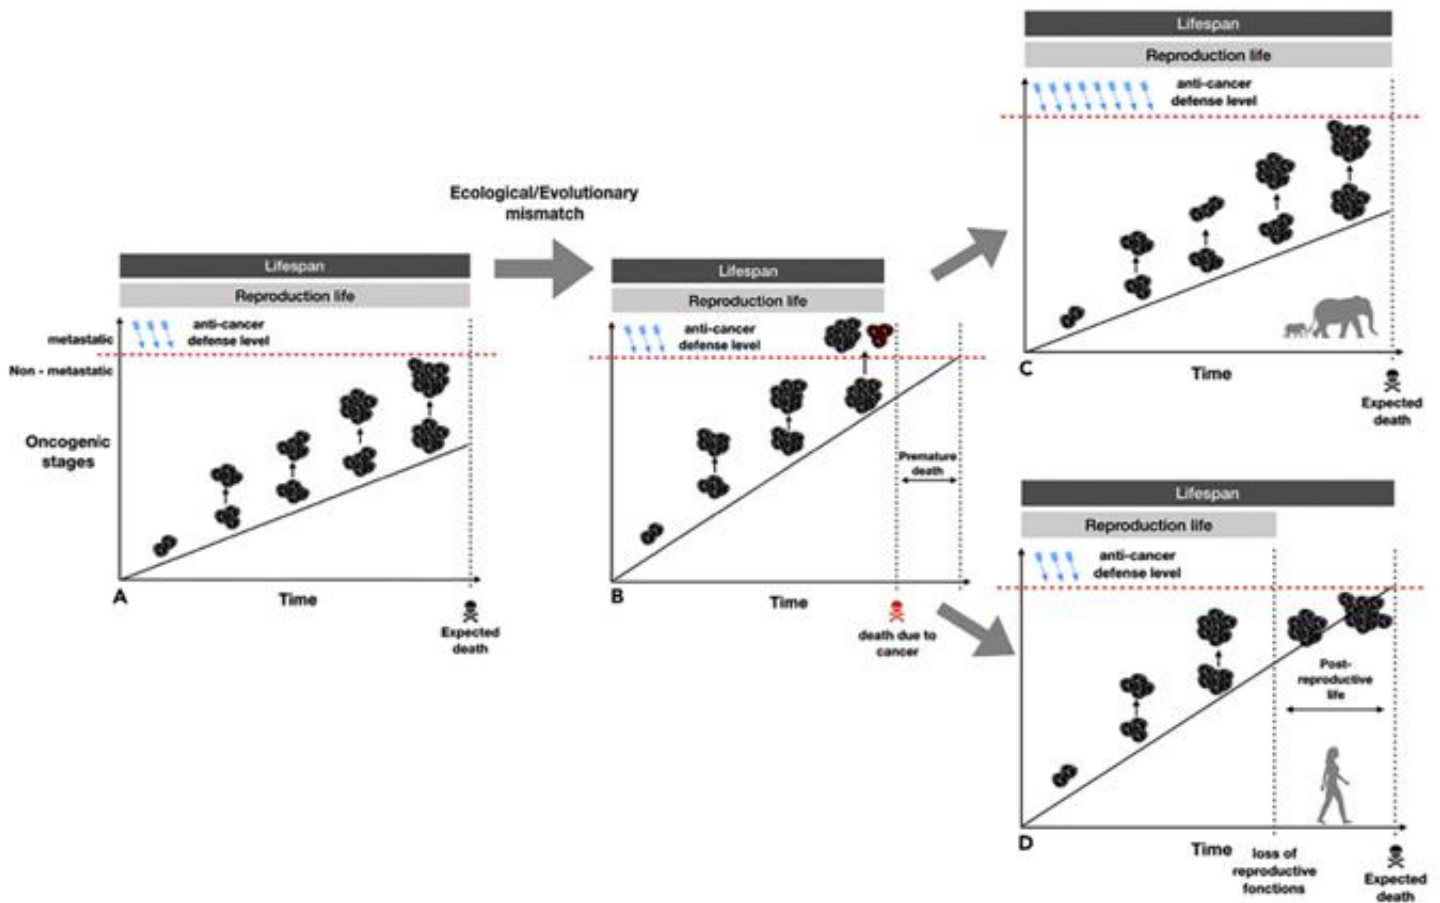 Lifespan
Reproduction life
anti-cancer
defense level
metastatic
Non - metastatic
Oncogenic
stages
A
Time
Expected
death
Ecological/Evolutionary
mismatch
Lifespan
Reproduction life
anti-cancer
defense level
Premature
death
B
Time
death due to
cancer
Lifespan
Reproduction life
anti-cancer
defense level
C
Time
Expected
death
Lifespan
Reproduction life
anti-cancer
defense level
Post-
reproductive
life
D
Time
loss of
reproductive
fonctions
Expected
death